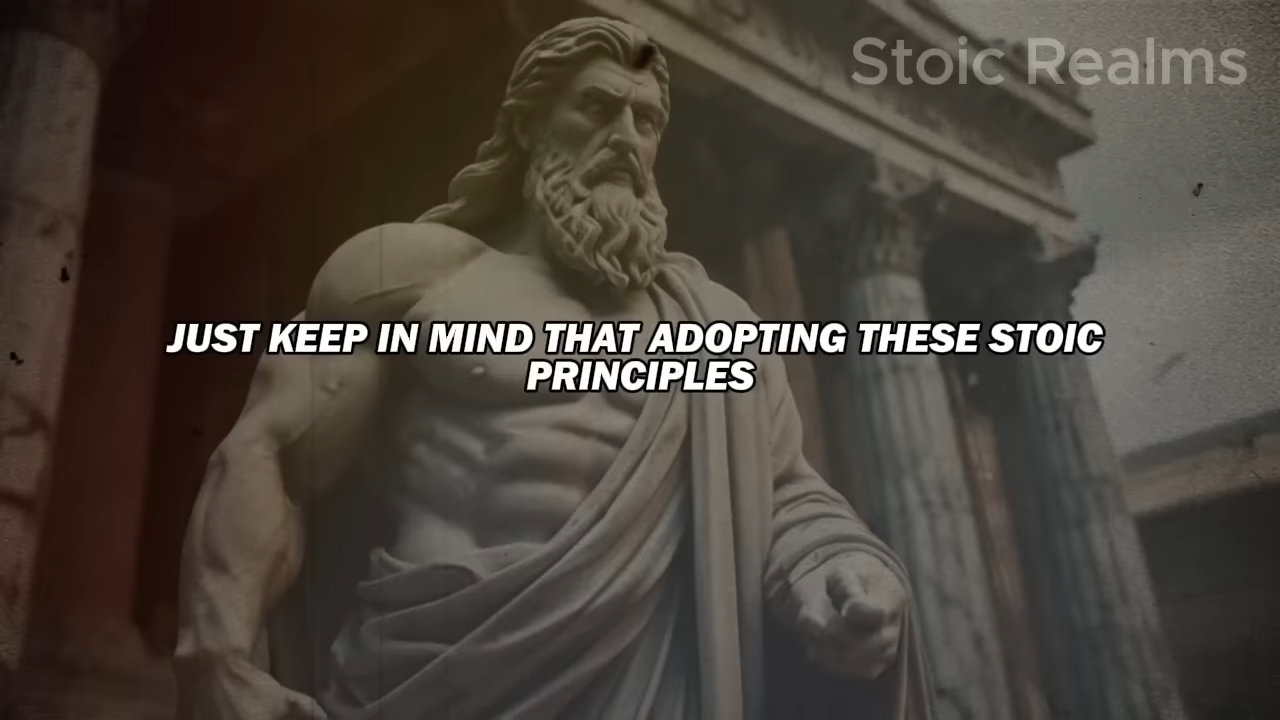 Stoic Realms
JUST KEEP IN MIND THAT ADOPTING THESE STOIC
PRINCIPLES